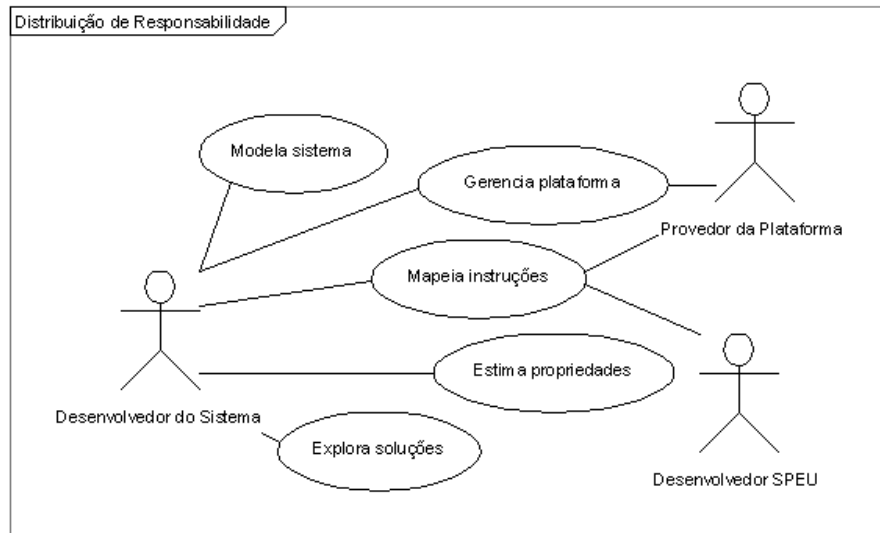 Distribuição de Responsabilidade
Modela sistema
Gerencia plataforma
Provedor da Plataforma
Mapeia instruções
Estima propriedades
Desenvolvedor do Sistema
Explora soluções
Desenvolvedor SPEU